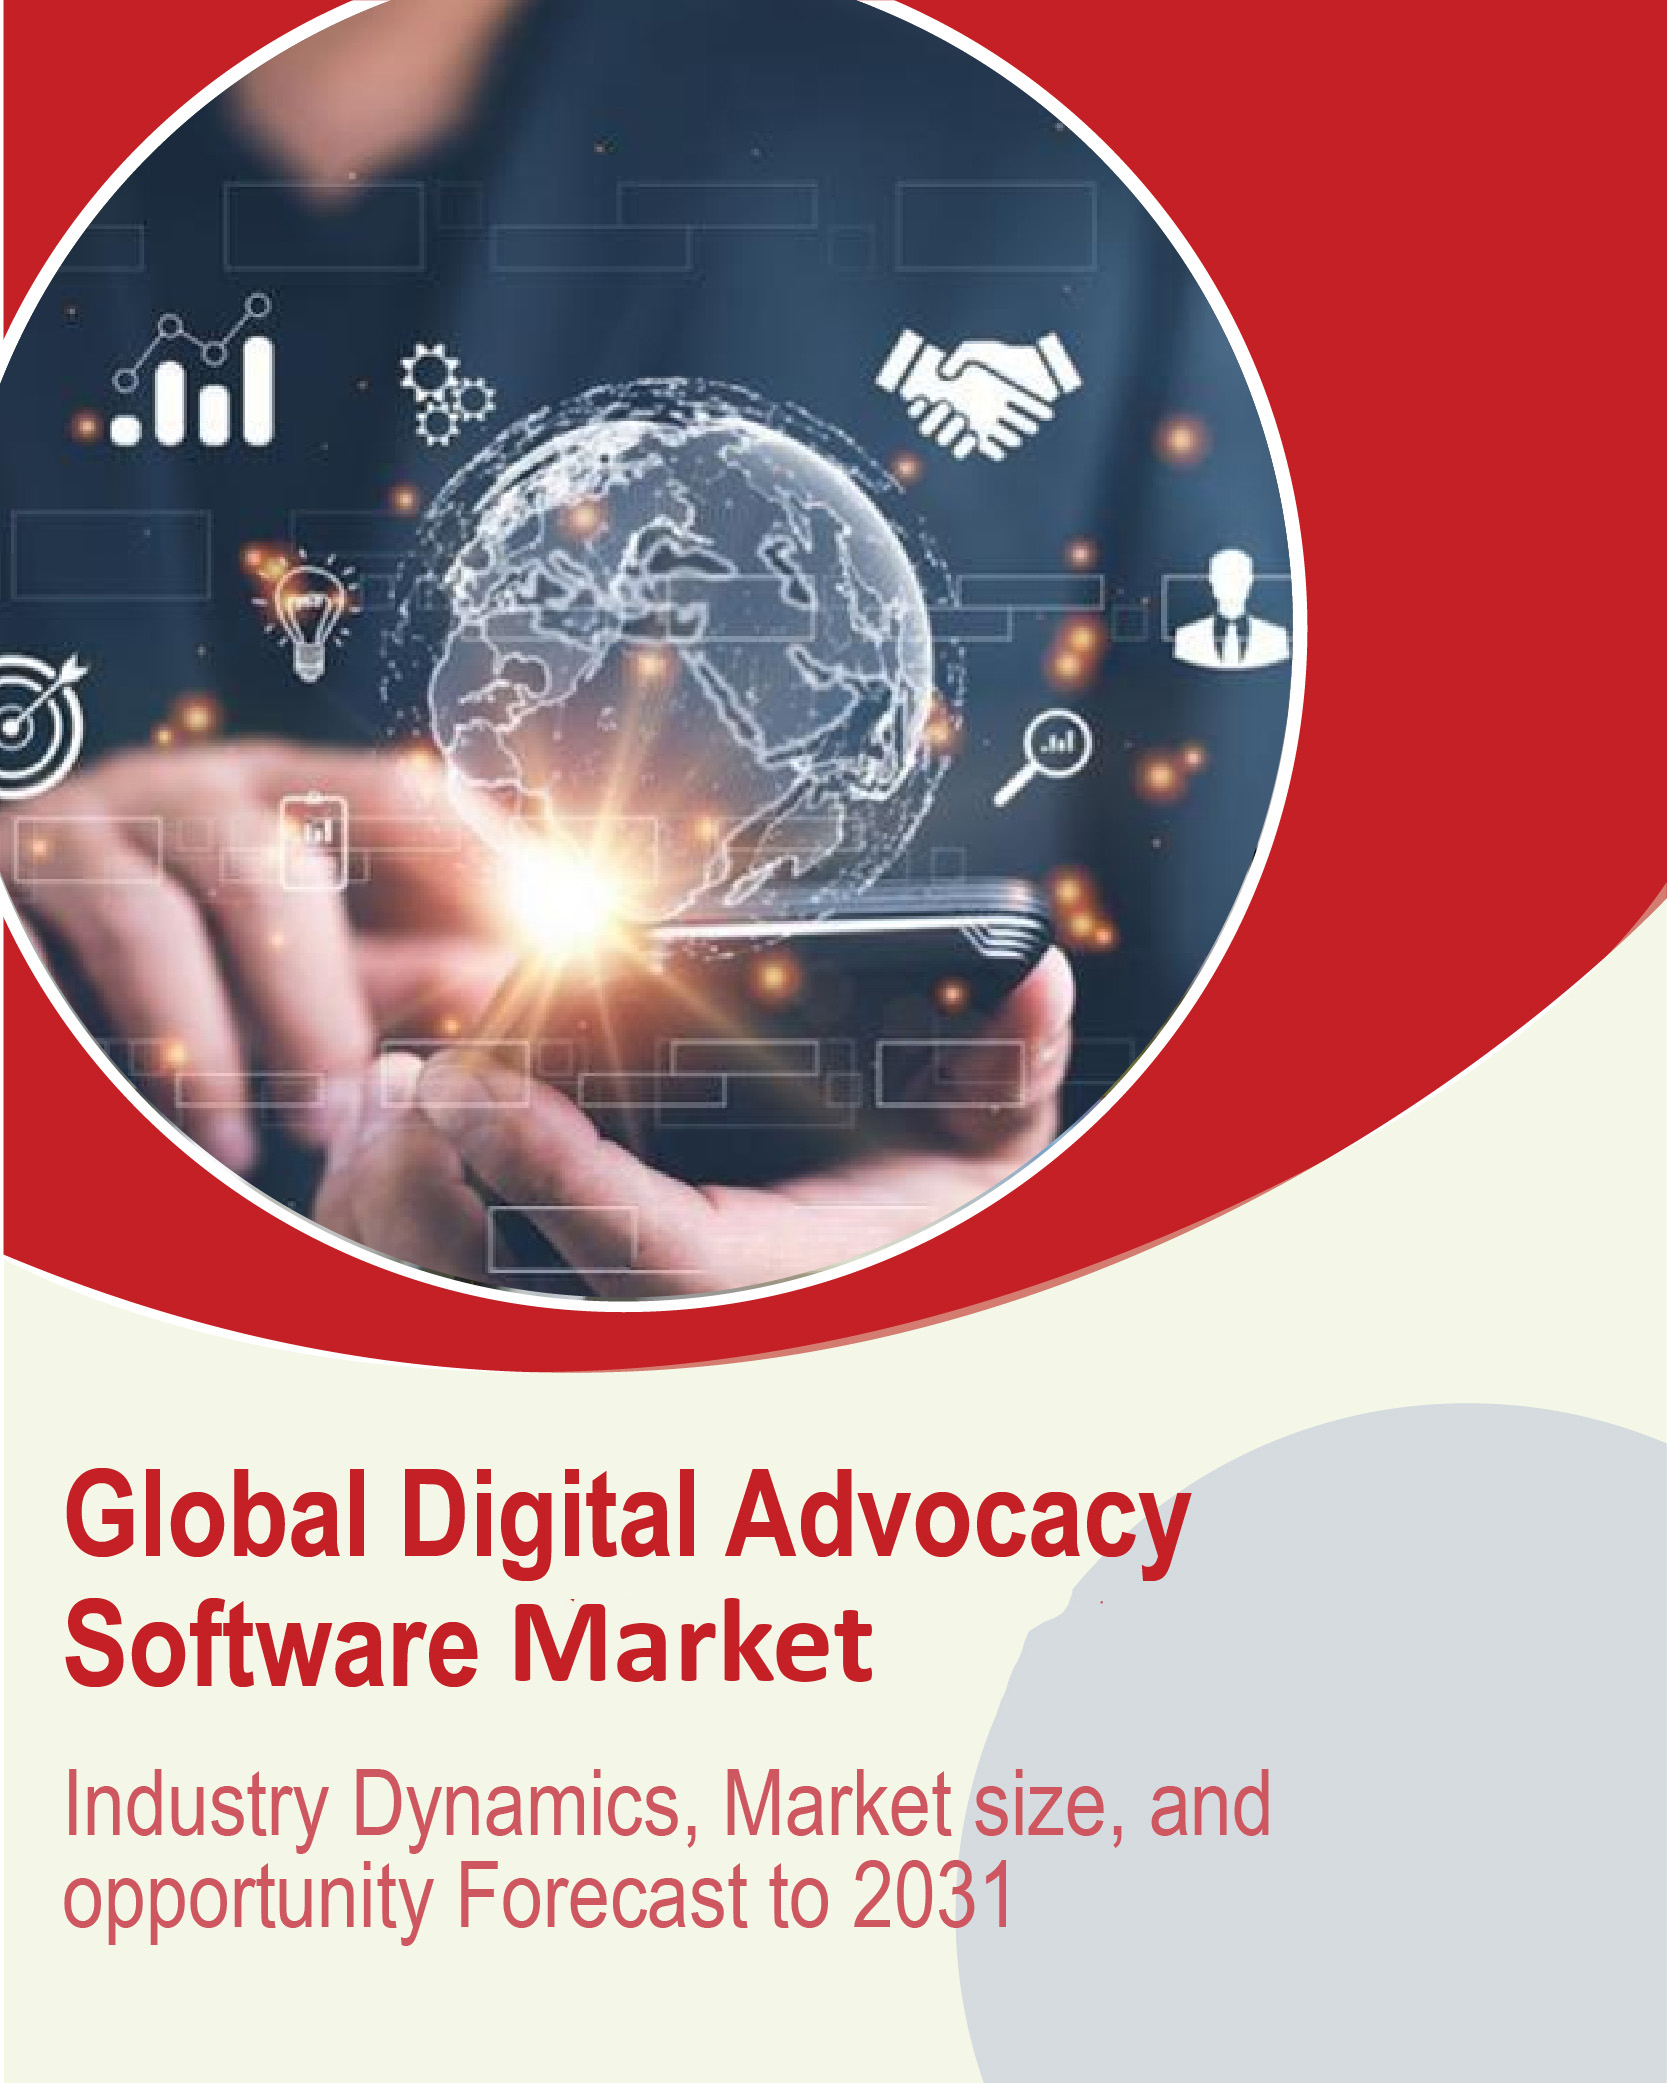 Global Digital Advocacy
Software Market
Industry Dynamics, Market size, and
opportunity Forecast to 2031